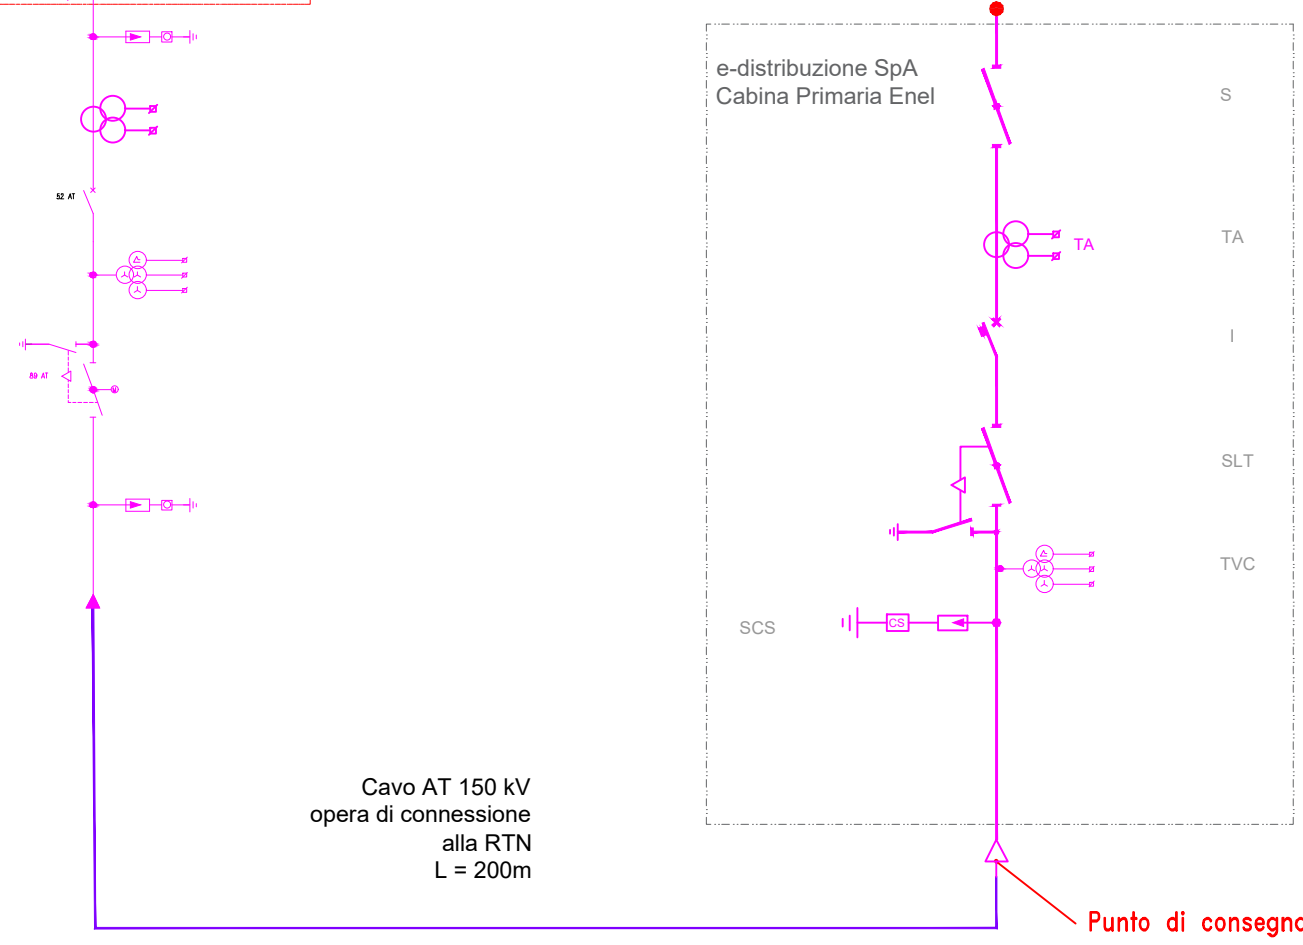 e-distribuzione SpA
Cabina Primaria Enel
S
52 AT
TA
TA
I
89 AT
M
SLT
TVC
SCS
CS
Cavo AT 150 kV
opera di connessione
alla RTN
L = 200m
Punto di consegna